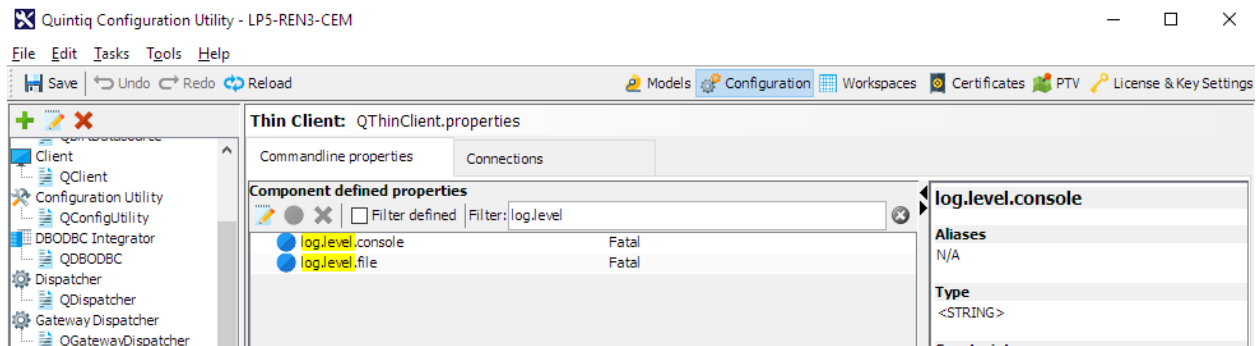 Quintiq Configuration Utility - LP5-REN3-CEM
File Edit Tasks Tools Help
Save Undo Redo Reload Models Configuration Workspaces Certificates PTV License & Key Settings
Thin Client: QThinClient.properties
Client
QClient
Configuration Utility
QConfigUtility
DBODBC Integrator
QDBODBC
Dispatcher
QDispatcher
Gateway Dispatcher
QGatewayDispatcher
Commandline properties Connections
Component defined properties
Filter defined Filter: log.level
log.level.console Fatal
log.level.file Fatal
log.level.console
Aliases
N/A
Type
<STRING>